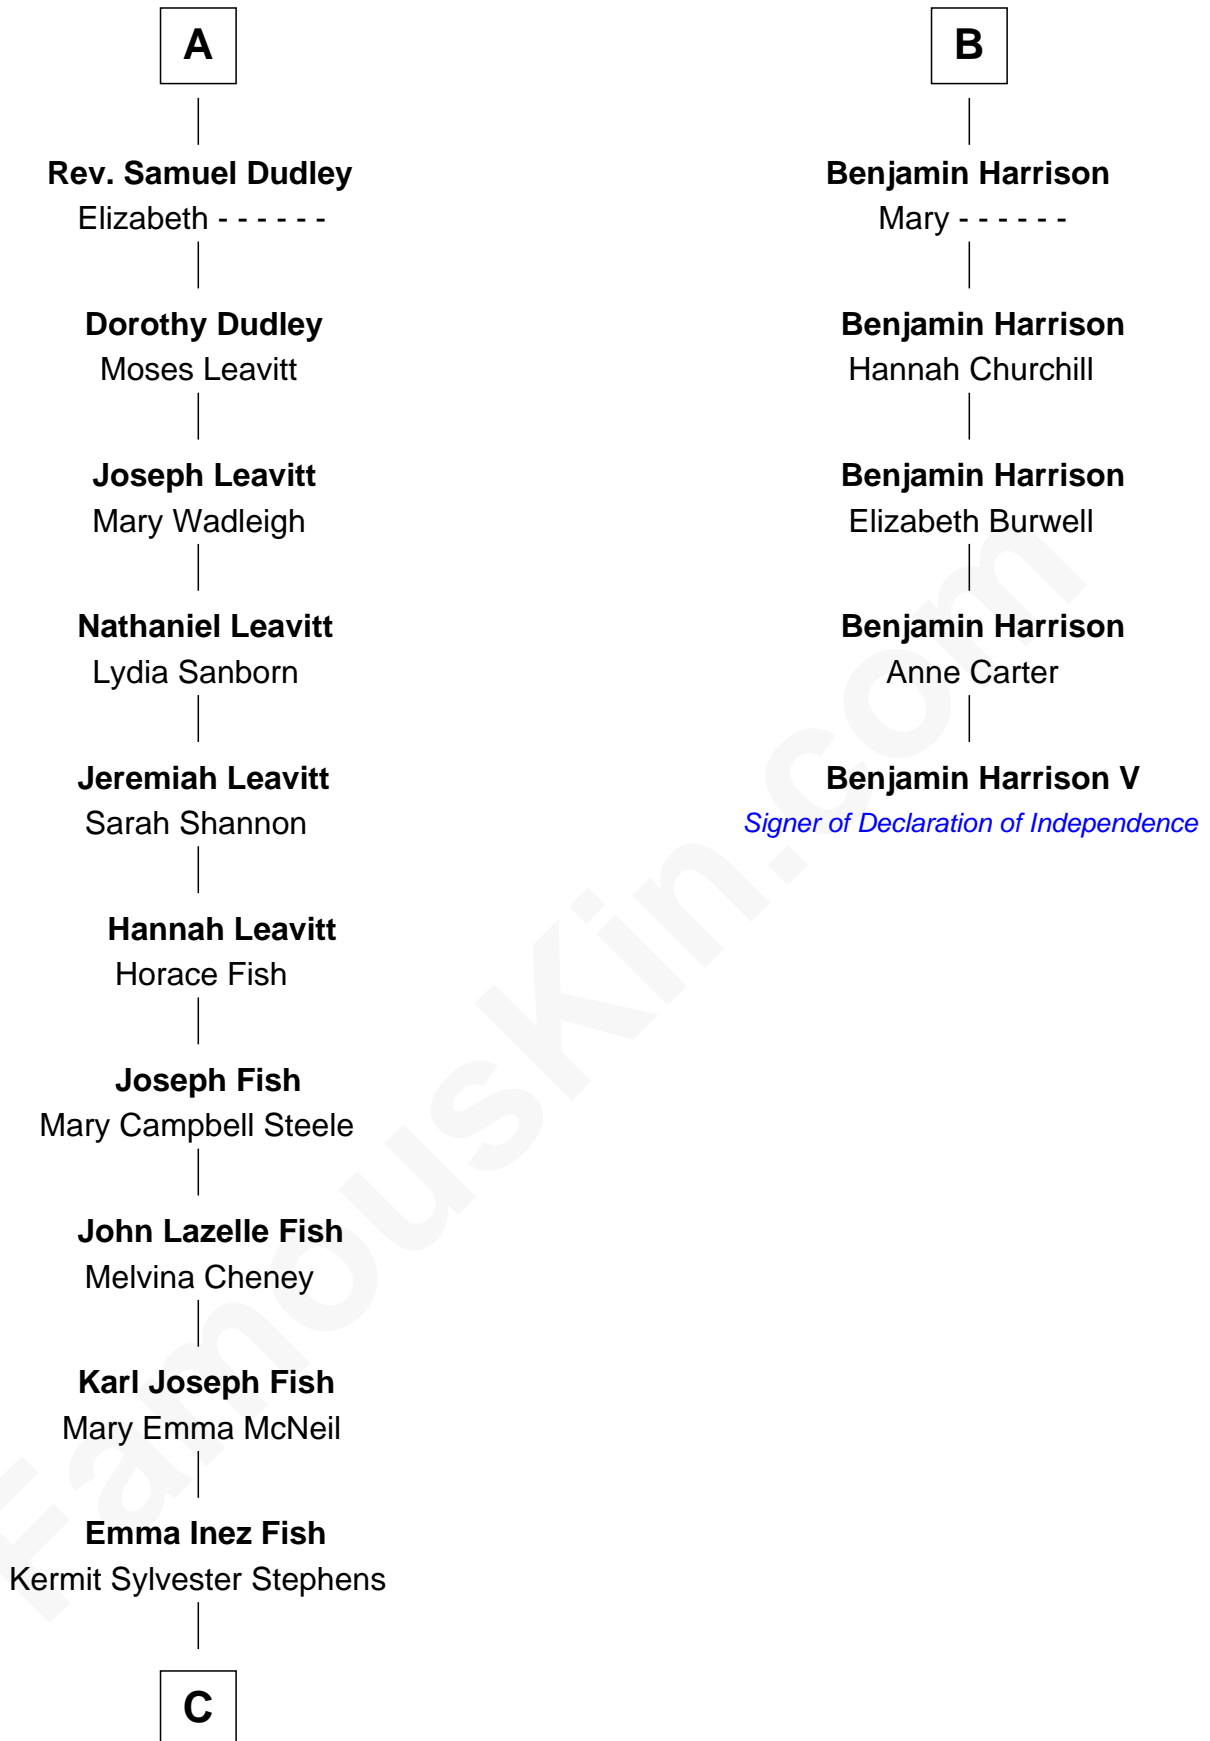 A
Rev. Samuel Dudley
Elizabeth - - - - - -
Dorothy Dudley
Moses Leavitt
Joseph Leavitt
Mary Wadleigh
Nathaniel Leavitt
Lydia Sanborn
Jeremiah Leavitt
Sarah Shannon
Hannah Leavitt
Horace Fish
Joseph Fish
Mary Campbell Steele
John Lazelle Fish
Melvina Cheney
Karl Joseph Fish
Mary Emma McNeil
Emma Inez Fish
Kermit Sylvester Stephens
C
B
Benjamin Harrison
Mary - - - - - -
Benjamin Harrison
Hannah Churchill
Benjamin Harrison
Elizabeth Burwell
Benjamin Harrison
Anne Carter
Benjamin Harrison V
Signer of Declaration of Independence
FamousKin.com